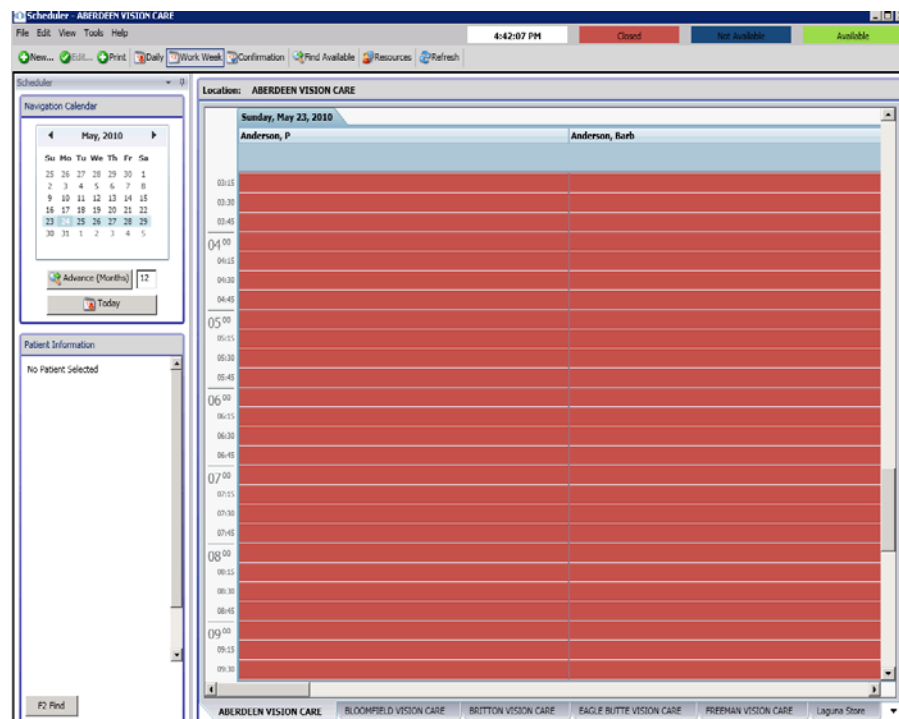 Scheduler - ABERDEEN VISION CARE
File Edit View Tools Help
4:42:07 PM
Closed
Not Available
Available
New... Edit... Print Daily Work Week Confirmation Find Available Resources Refresh
Scheduler
Navigation Calendar
May, 2010
Su Mo Tu We Th Fr Sa
25 26 27 28 29 30 1
2 3 4 5 6 7 8
9 10 11 12 13 14 15
16 17 18 19 20 21 22
23 24 25 26 27 28 29
30 31 1 2 3 4 5
Advance (Months) 12
Today
Patient Information
No Patient Selected
F2 Find
Location: ABERDEEN VISION CARE
Sunday, May 23, 2010
Anderson, P
Anderson, Barb
03:15
03:30
03:45
04 00
04:15
04:30
04:45
05 00
05:15
05:30
05:45
06 00
06:15
06:30
06:45
07 00
07:15
07:30
07:45
08 00
08:15
08:30
08:45
09 00
09:15
09:30
ABERDEEN VISION CARE BLOOMFIELD VISION CARE BRITTON VISION CARE EAGLE BUTTE VISION CARE FREEMAN VISION CARE Laguna Store